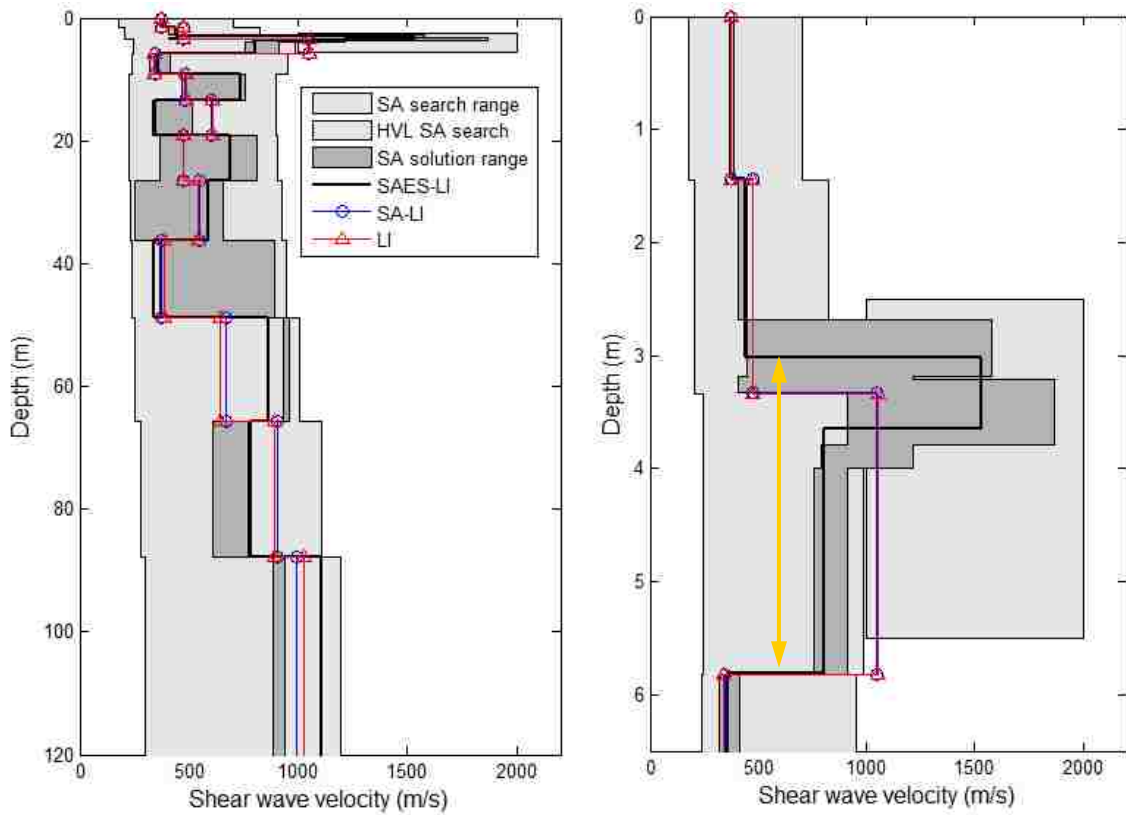 0
20
40
60
80
100
120
Depth (m)
0
500
1000
1500
2000
Shear wave velocity (m/s)
SA search range
HVL SA search
SA solution range
SAES-LI
SA-LI
LI
0
1
2
3
4
5
6
Depth (m)
0
500
1000
1500
2000
Shear wave velocity (m/s)